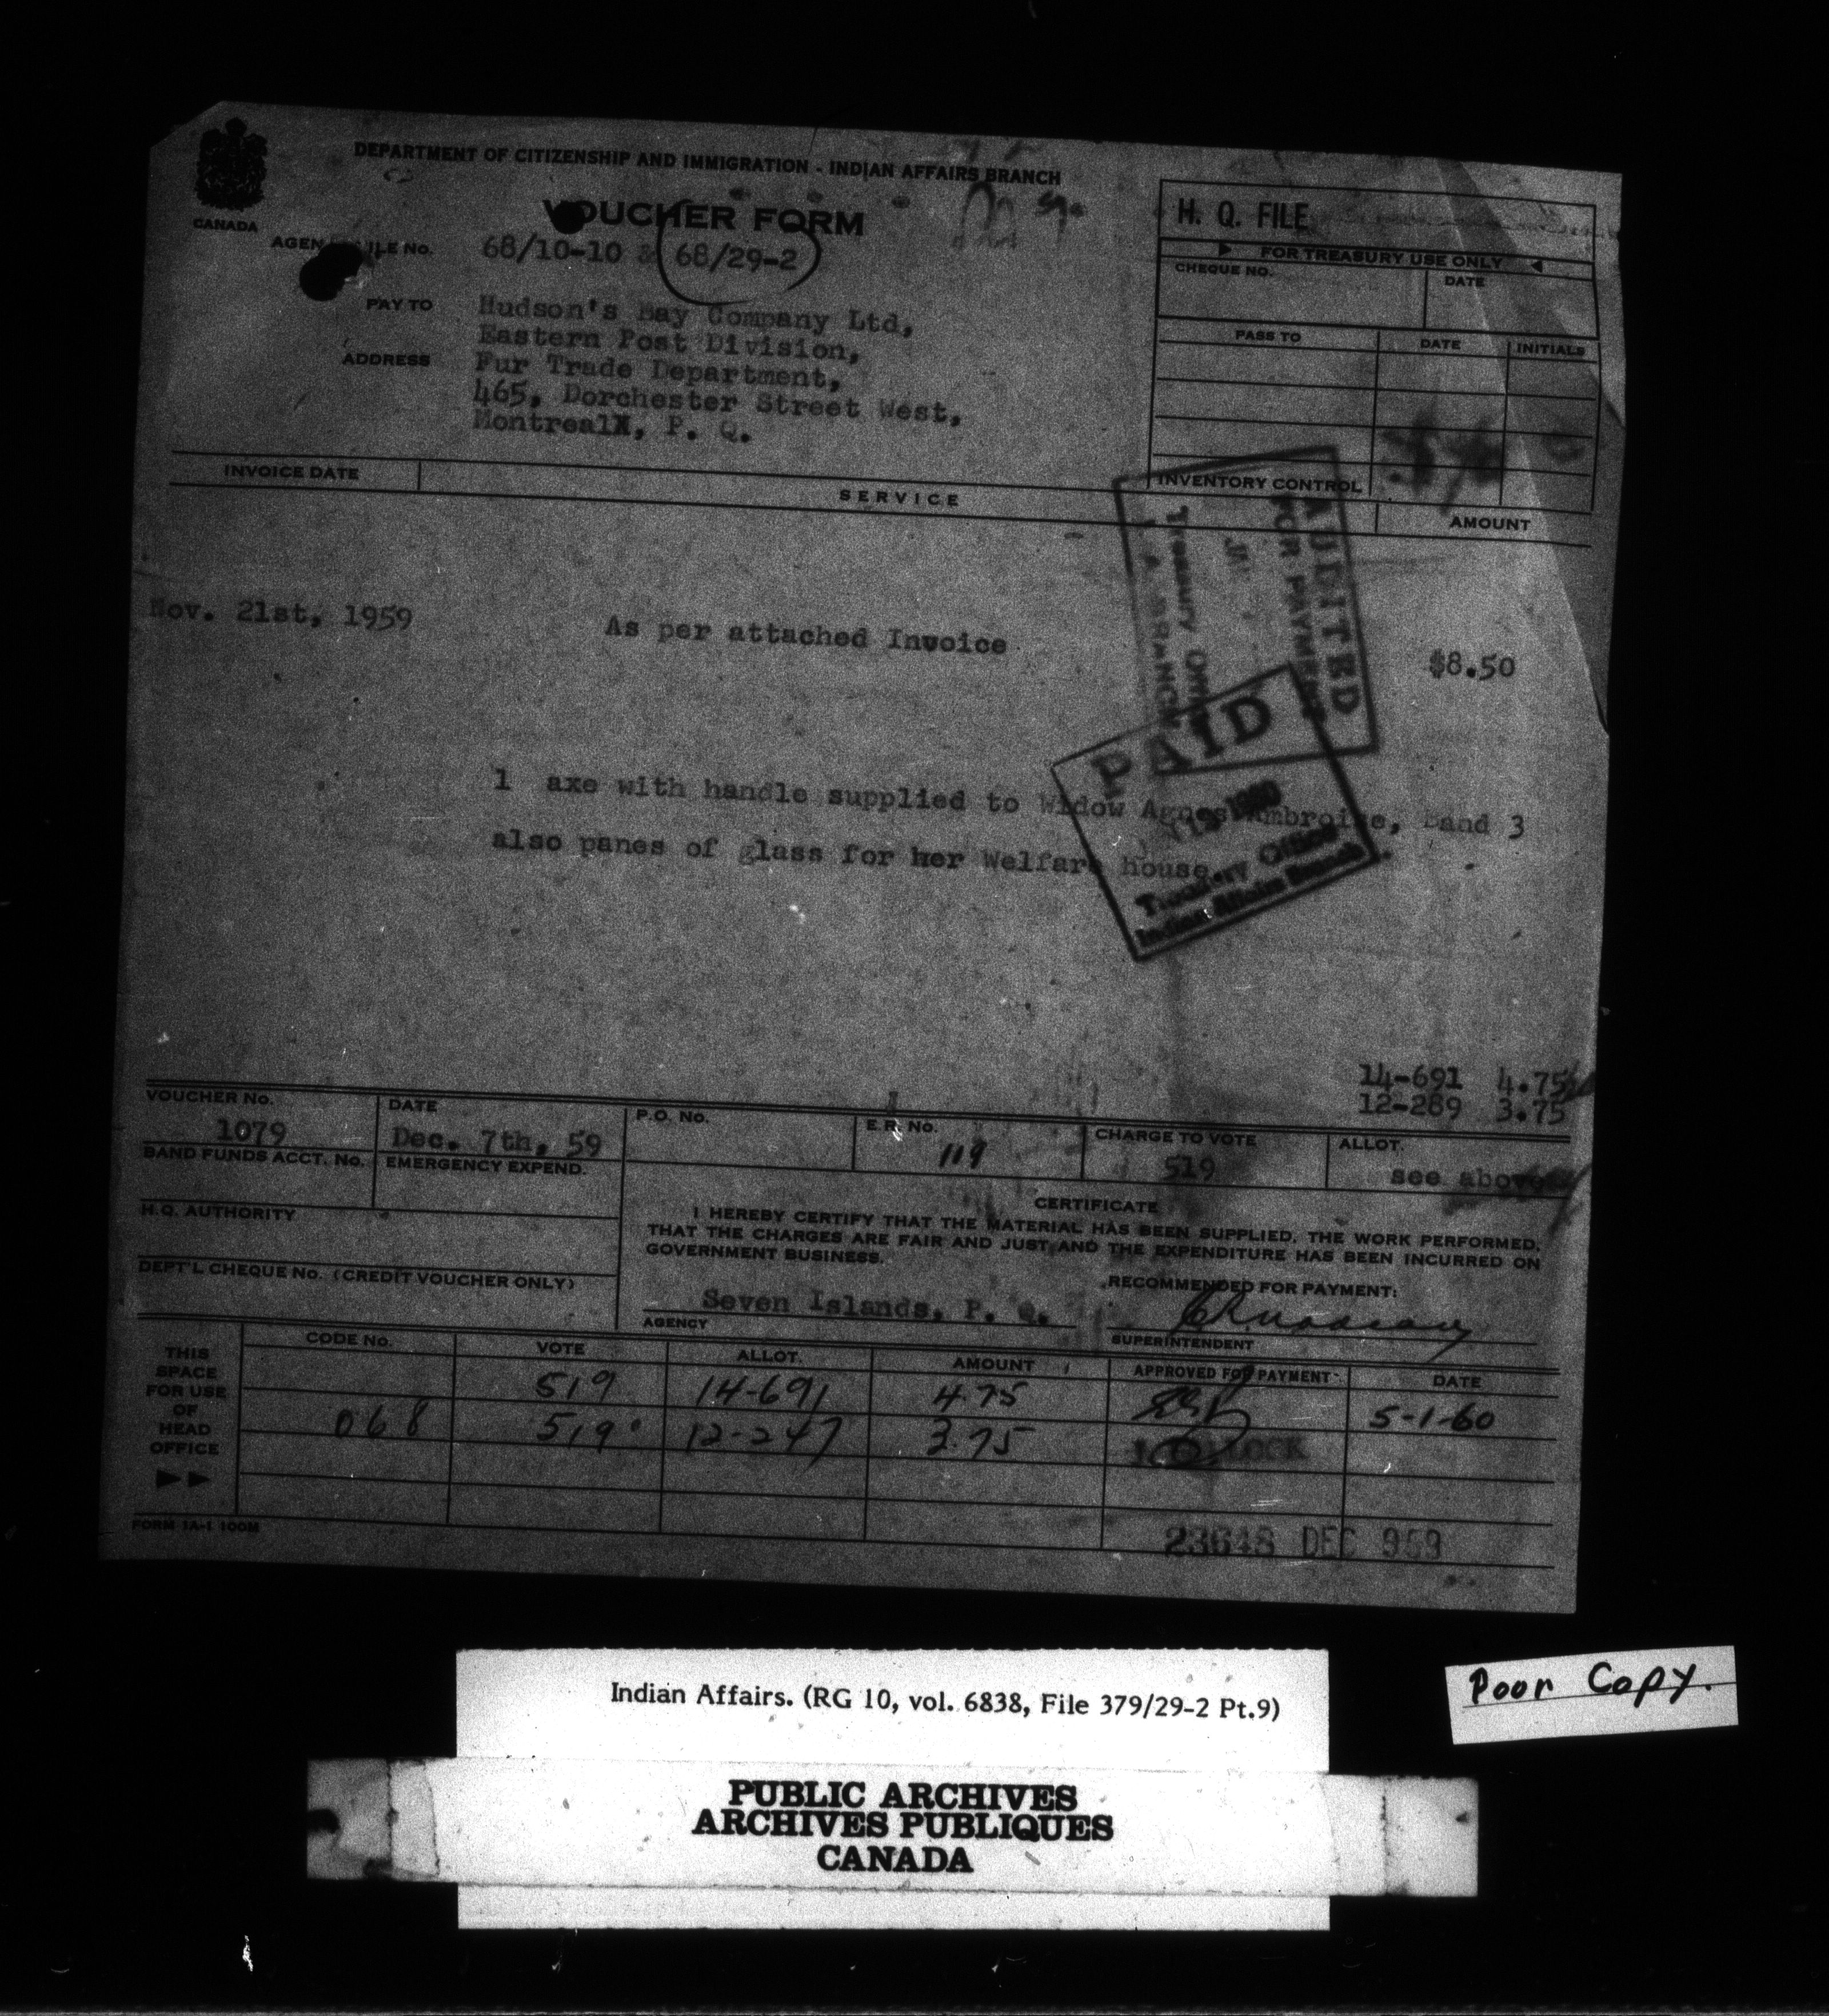 DEPARTMENT OF CITIZENSHIP AND IMMIGRATION - INDIAN AFFAIRS BRANCH
CANADA
VOUCHER FORM
H. Q. FILE
FOR TREASURY USE ONLY
CHEQUE NO.
DATE
PASS TO
DATE
INITIALS
INVENTORY CONTROL
68/10-10 & 68/29-2
PAY TO
Hudson's Bay Company Ltd,
Eastern Post Division,
ADDRESS
Fur Trade Department,
465, Dorchester Street West,
Montreal, P. Q.
INVOICE DATE
SERVICE
AMOUNT
AUDITED
FOR PAYMENT
Treasury
Nov. 21st, 1959
As per attached Invoice
$8.50
PAID
1960
Treasury Office
Indian Affairs Branch
1 axe with handle supplied to Widow Agnes Ambroise, Band 3
also panes of glass for her Welfare house.
14-691 4.75
12-289 3.75
VOUCHER No.
1079
DATE
Dec. 7th, 59
P.O. No.
E.R. No.
119
CHARGE TO VOTE
519
ALLOT.
see above
BAND FUNDS ACCT. No.
EMERGENCY EXPEND.
H.Q. AUTHORITY
DEPT'L CHEQUE No. (CREDIT VOUCHER ONLY)
CERTIFICATE
I HEREBY CERTIFY THAT THE MATERIAL HAS BEEN SUPPLIED, THE WORK PERFORMED,
THAT THE CHARGES ARE FAIR AND JUST AND THE EXPENDITURE HAS BEEN INCURRED ON
GOVERNMENT BUSINESS.
RECOMMENDED FOR PAYMENT:
Seven Islands, P. Q.
AGENCY
SUPERINTENDENT
THIS
SPACE
FOR USE
OF
HEAD
OFFICE
CODE No.
VOTE
ALLOT.
AMOUNT
APPROVED FOR PAYMENT
DATE
519 14-691 4.75 5-1-60
068 519 12-247 3.75
FORM 1A-1 100M
23648 DEC 959
Indian Affairs. (RG 10, vol. 6838, File 379/29-2 Pt.9)
Poor Copy.
PUBLIC ARCHIVES
ARCHIVES PUBLIQUES
CANADA